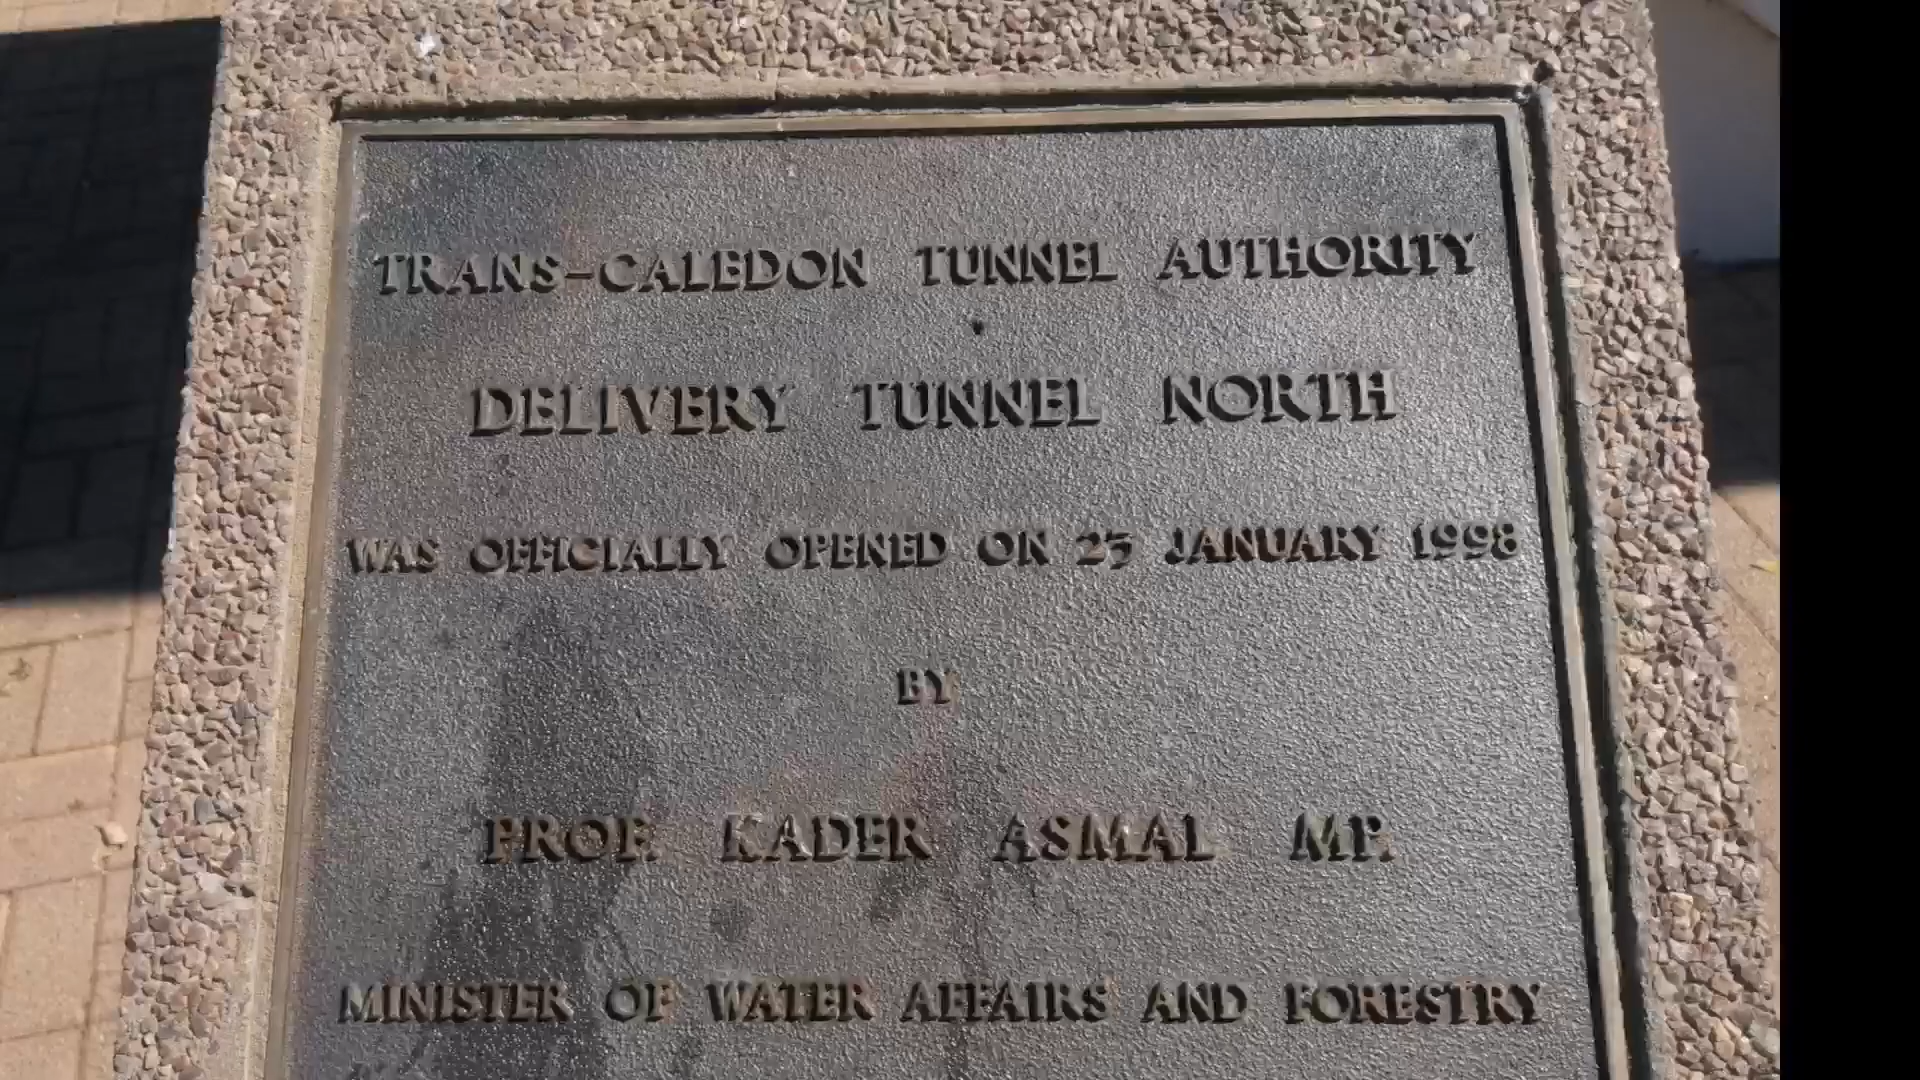 TRANS-CALEDON TUNNEL AUTHORITY
DELIVERY TUNNEL NORTH
WAS OFFICIALLY OPENED ON 23 JANUARY 1998
BY
PROF. KADER ASMAL MP.
MINISTER OF WATER AFFAIRS AND FORESTRY